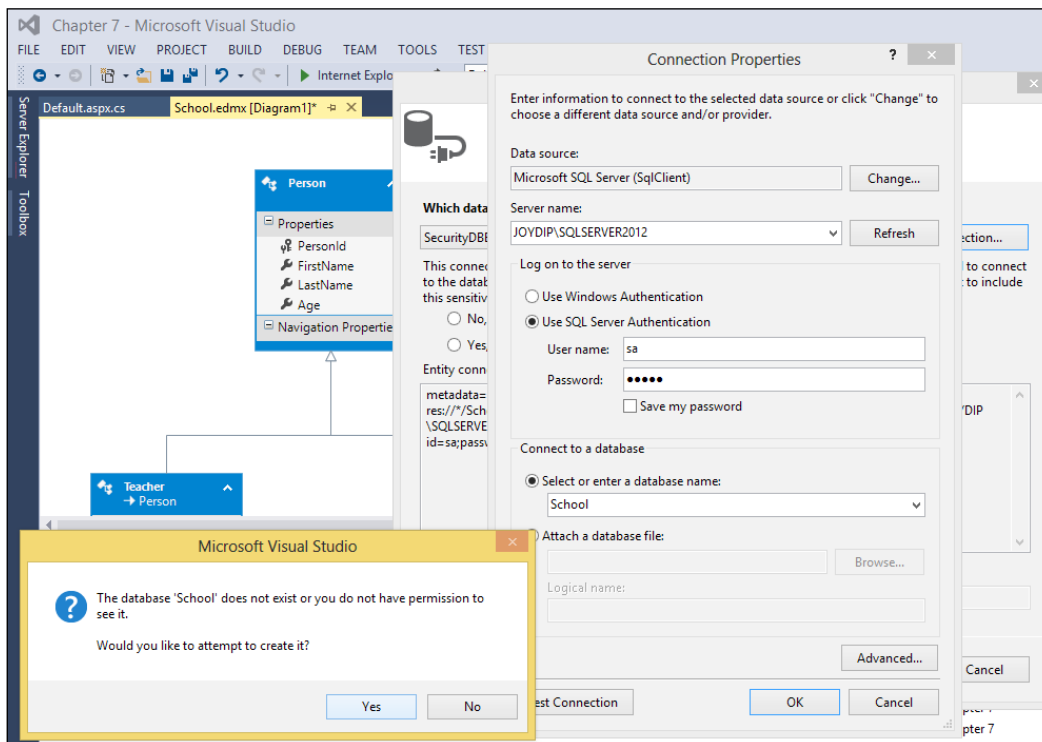 Chapter 7 - Microsoft Visual Studio
FILE EDIT VIEW PROJECT BUILD DEBUG TEAM TOOLS TEST
Internet Explo
Server Explorer
Toolbox
Default.aspx.cs
School.edmx [Diagram1]*
Person
Properties
PersonId
FirstName
LastName
Age
Navigation Propertie
Teacher
Person
Which data
SecurityDBE
ection...
This connec
to connect
to the datab
to include
this sensitiv
No,
Yes,
Entity conn
metadata=
res://*/Sch
\SQLSERVE
id=sa;passv
/DIP
Cancel
pter 7
Connection Properties
?
Enter information to connect to the selected data source or click "Change" to
choose a different data source and/or provider.
Data source:
Microsoft SQL Server (SqlClient)
Change...
Server name:
JOYDIP\SQLSERVER2012
Refresh
Log on to the server
Use Windows Authentication
Use SQL Server Authentication
User name:
sa
Password:
•••••
Save my password
Connect to a database
Select or enter a database name:
School
Attach a database file:
Browse...
Logical name:
Advanced...
est Connection
OK
Cancel
Microsoft Visual Studio
The database 'School' does not exist or you do not have permission to
see it.
Would you like to attempt to create it?
Yes
No